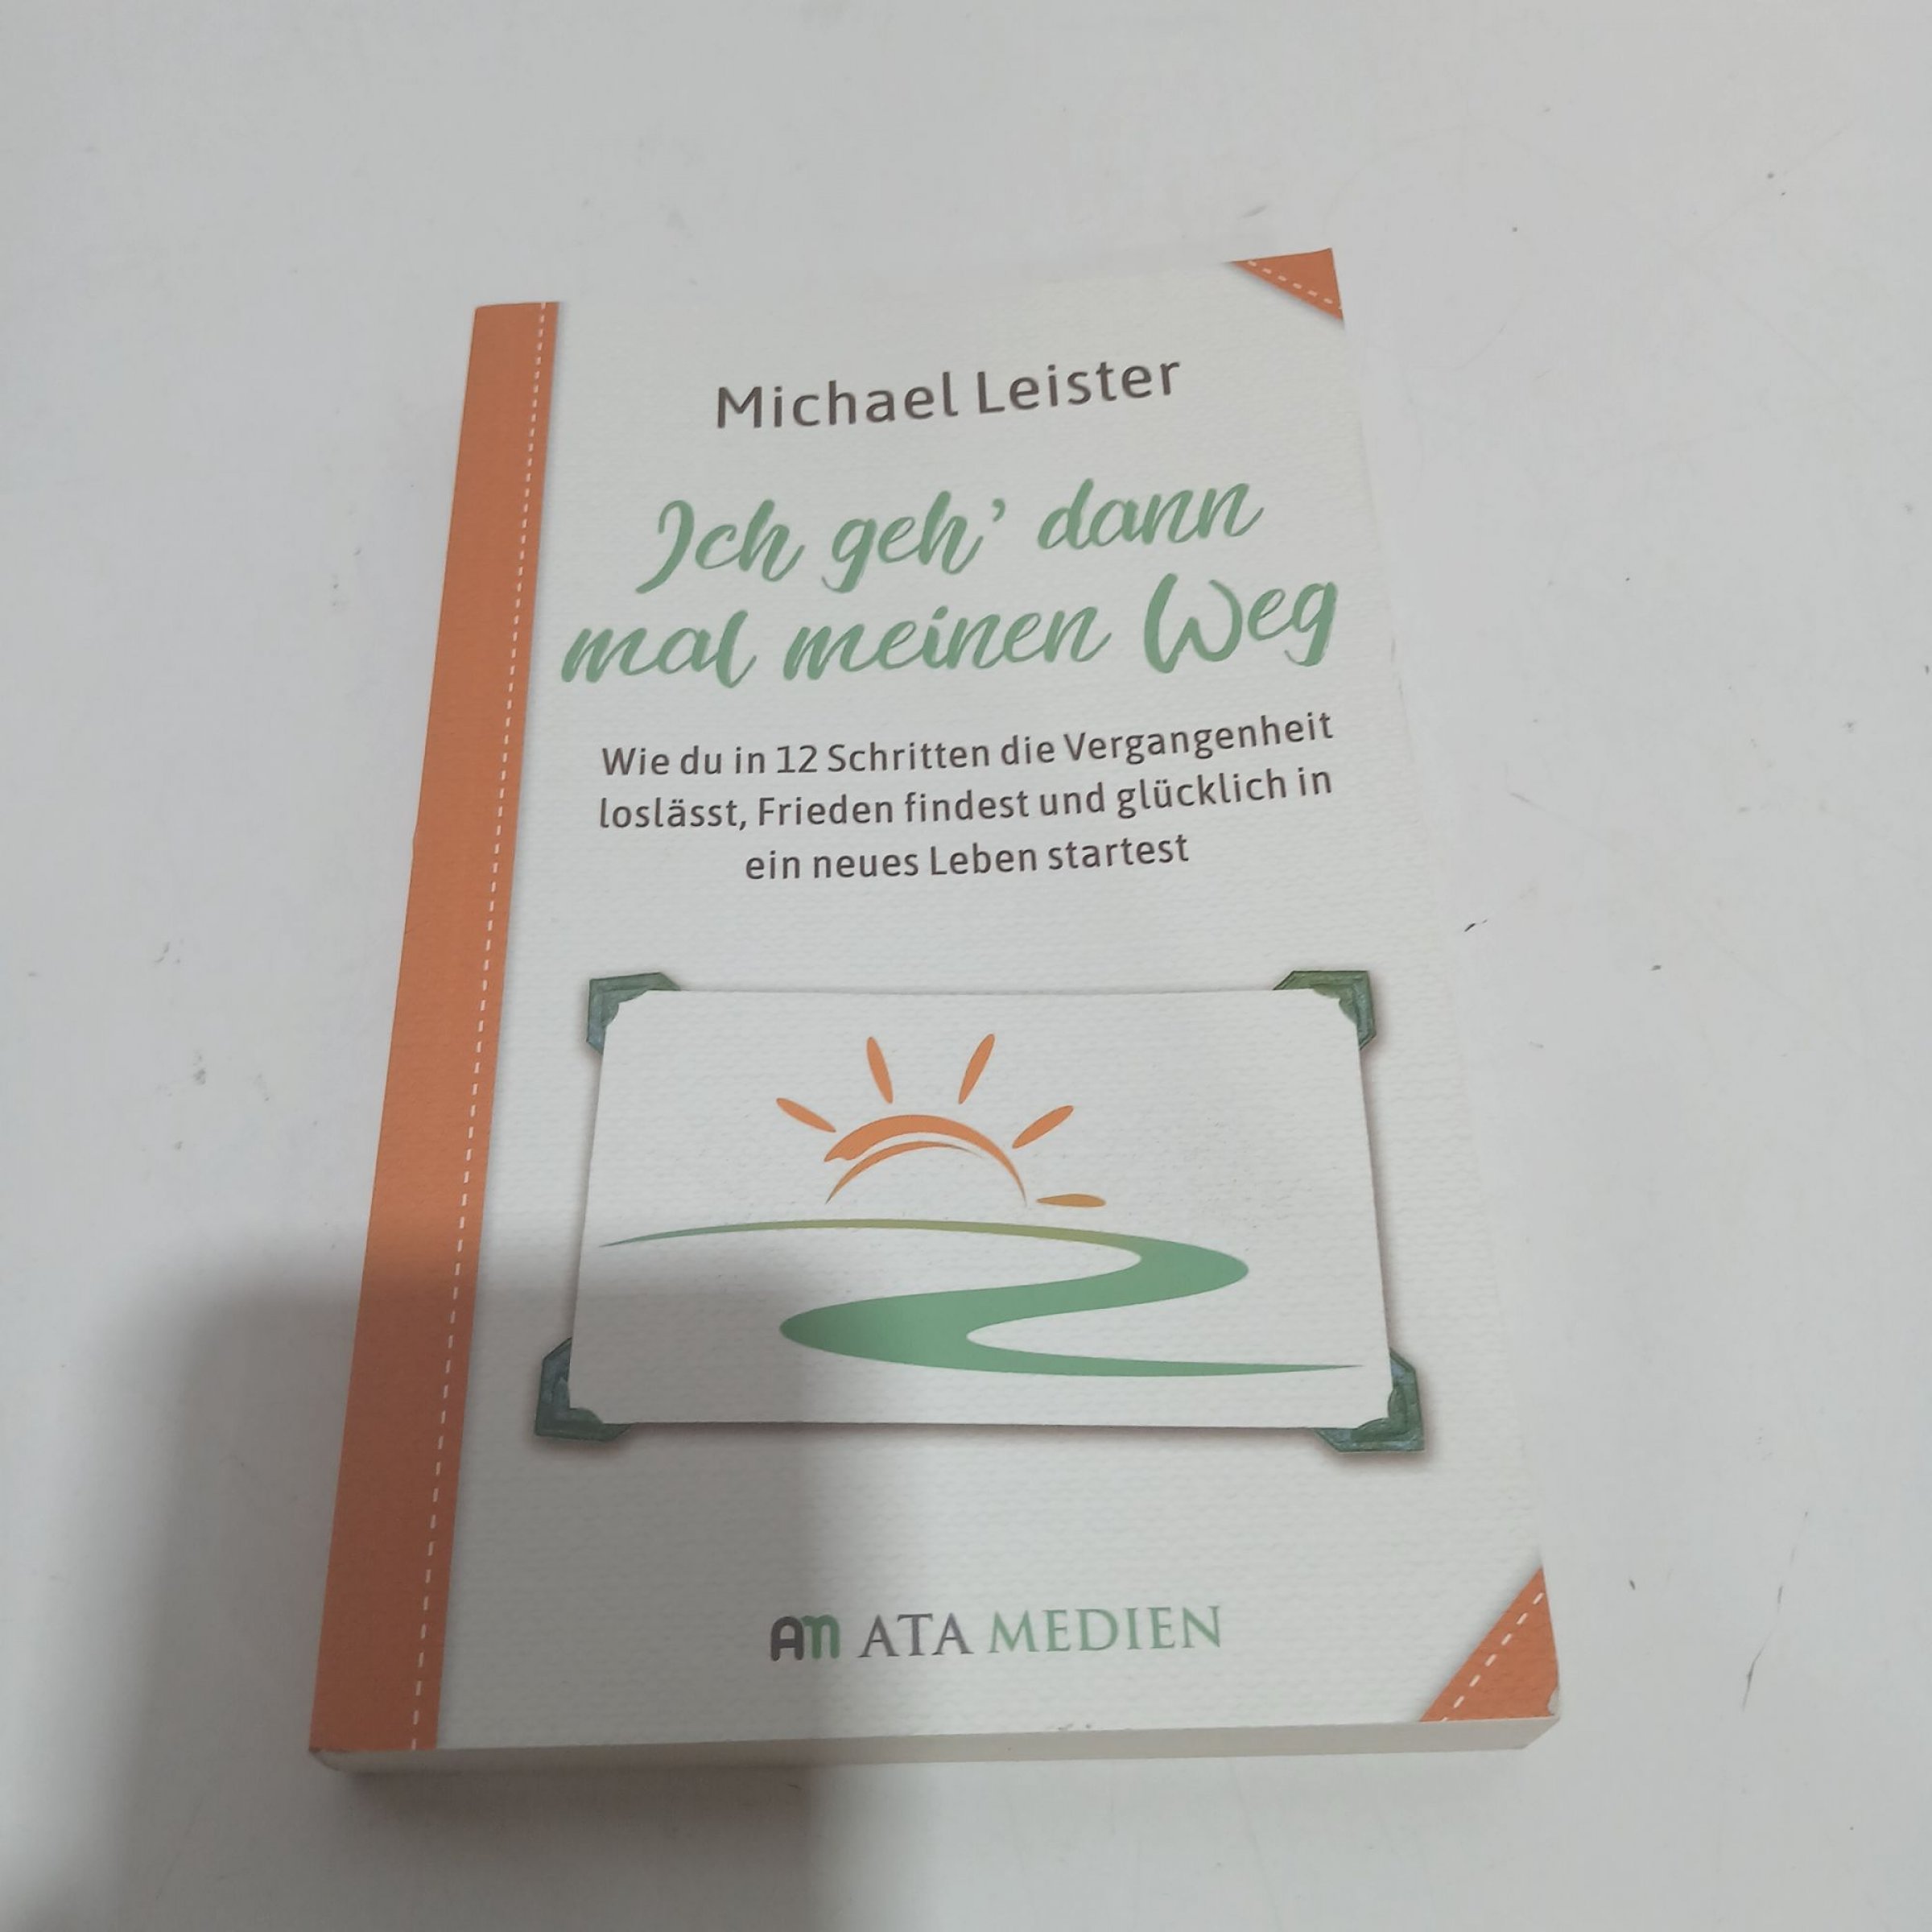 Michael Leister
Ich geh’ dann
mal meinen Weg
Wie du in 12 Schritten die Vergangenheit
loslässt, Frieden findest und glücklich in
ein neues Leben startest
Am ATA MEDIEN